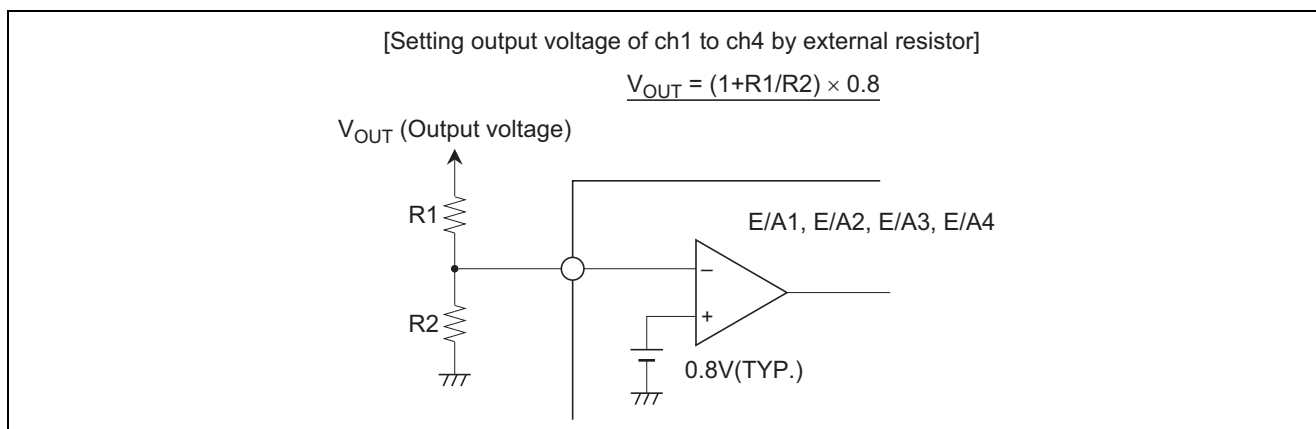 [Setting output voltage of ch1 to ch4 by external resistor]
VOUT = (1+R1/R2) × 0.8
VOUT (Output voltage)
R1
E/A1, E/A2, E/A3, E/A4
−
R2
+
0.8V(TYP.)